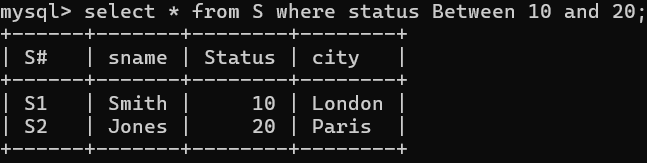 mysql> select * from S where status Between 10 and 20;
+------+-------+--------+--------+
| S#   | sname | Status | city   |
+------+-------+--------+--------+
| S1   | Smith |     10 | London |
| S2   | Jones |     20 | Paris  |
+------+-------+--------+--------+